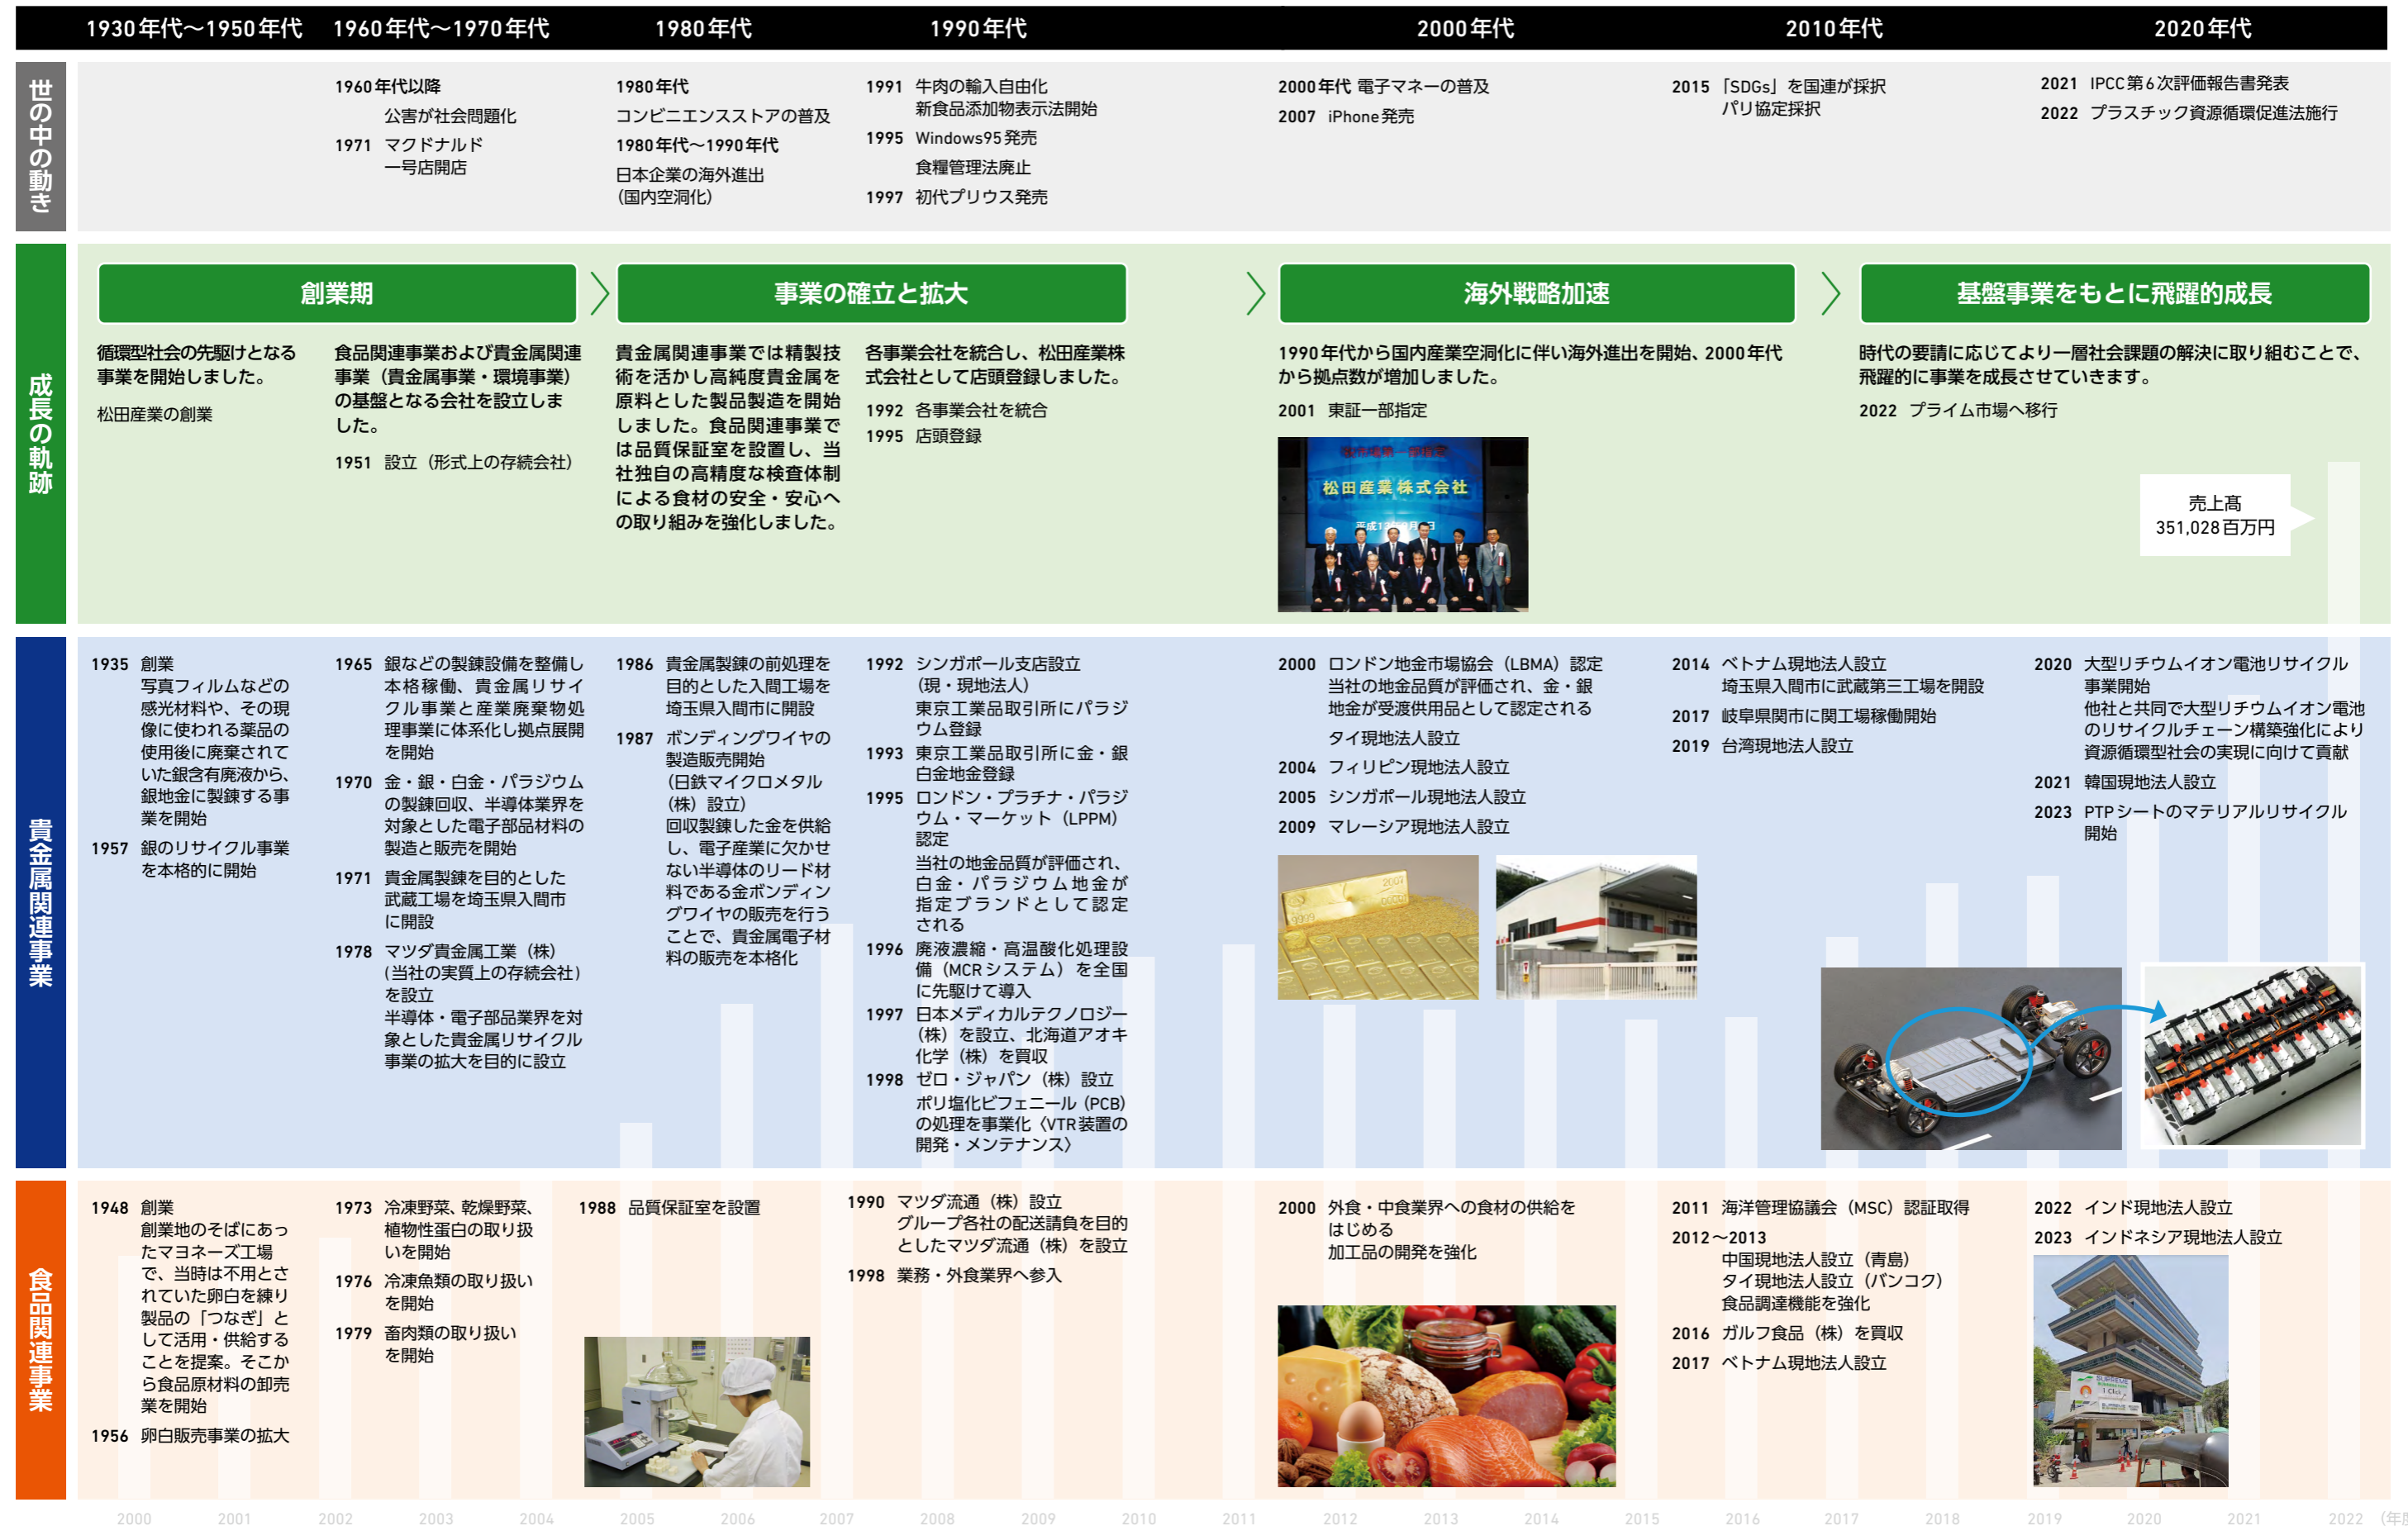 1930年代～1950年代
1960年代～1970年代
1980年代
1990年代
2000年代
2010年代
2020年代
世の中の動き
1960年代以降
公害が社会問題化
1971 マクドナルド
一号店開店
1980年代
コンビニエンスストアの普及
1980年代～1990年代
日本企業の海外進出
（国内空洞化）
1991 牛肉の輸入自由化
新食品添加物表示法開始
1995 Windows95発売
食糧管理法廃止
1997 初代プリウス発売
2000年代 電子マネーの普及
2007 iPhone発売
2015 「SDGs」を国連が採択
パリ協定採択
2021 IPCC第6次評価報告書発表
2022 プラスチック資源循環促進法施行
成長の軌跡
創業期
事業の確立と拡大
海外戦略加速
基盤事業をもとに飛躍的成長
循環型社会の先駆けとなる
事業を開始しました。
松田産業の創業
食品関連事業および貴金属関連
事業（貴金属事業・環境事業）
の基盤となる会社を設立しま
した。
1951 設立（形式上の存続会社）
貴金属関連事業では精製技
術を活かし高純度貴金属を
原料とした製品製造を開始
しました。食品関連事業で
は品質保証室を設置し、当
社独自の高精度な検査体制
による食材の安全・安心へ
の取り組みを強化しました。
各事業会社を統合し、松田産業株
式会社として店頭登録しました。
1992 各事業会社を統合
1995 店頭登録
1990年代から国内産業空洞化に伴い海外進出を開始、2000年代
から拠点数が増加しました。
2001 東証一部指定
松田産業株式会社
時代の要請に応じてより一層社会課題の解決に取り組むことで、
飛躍的に事業を成長させていきます。
2022 プライム市場へ移行
売上高
351,028百万円
貴金属関連事業
1935 創業
写真フィルムなどの
感光材料や、その現
像に使われる薬品の
使用後に廃棄されて
いた銀含有廃液から、
銀地金に製錬する事
業を開始
1957 銀のリサイクル事業
を本格的に開始
1965 銀などの製錬設備を整備し
本格稼働、貴金属リサイ
クル事業と産業廃棄物処
理事業に体系化し拠点展開
を開始
1970 金・銀・白金・パラジウム
の製錬回収、半導体業界を
対象とした電子部品材料の
製造と販売を開始
1971 貴金属製錬を目的とした
武蔵工場を埼玉県入間市
に開設
1978 マツダ貴金属工業（株）
(当社の実質上の存続会社)
を設立
半導体・電子部品業界を対
象とした貴金属リサイクル
事業の拡大を目的に設立
1986 貴金属製錬の前処理を
目的とした入間工場を
埼玉県入間市に開設
1987 ボンディングワイヤの
製造販売開始
（日鉄マイクロメタル
（株）設立）
回収製錬した金を供給
し、電子産業に欠かせ
ない半導体のリード材
料である金ボンディン
グワイヤの販売を行う
ことで、貴金属電子材
料の販売を本格化
1992 シンガポール支店設立
（現・現地法人）
東京工業品取引所にパラジ
ウム登録
1993 東京工業品取引所に金・銀
白金地金登録
1995 ロンドン・プラチナ・パラジ
ウム・マーケット（LPPM）
認定
当社の地金品質が評価され、
白金・パラジウム地金が
指定ブランドとして認定
される
1996 廃液濃縮・高温酸化処理設
備（MCRシステム）を全国
に先駆けて導入
1997 日本メディカルテクノロジー
（株）を設立、北海道アオキ
化学（株）を買収
1998 ゼロ・ジャパン（株）設立
ポリ塩化ビフェニール（PCB）
の処理を事業化〈VTR装置の
開発・メンテナンス〉
2000 ロンドン地金市場協会（LBMA）認定
当社の地金品質が評価され、金・銀
地金が受渡供用品として認定される
タイ現地法人設立
2004 フィリピン現地法人設立
2005 シンガポール現地法人設立
2009 マレーシア現地法人設立
2014 ベトナム現地法人設立
埼玉県入間市に武蔵第三工場を開設
2017 岐阜県関市に関工場稼働開始
2019 台湾現地法人設立
2020 大型リチウムイオン電池リサイクル
事業開始
他社と共同で大型リチウムイオン電池
のリサイクルチェーン構築強化により
資源循環型社会の実現に向けて貢献
2021 韓国現地法人設立
2023 PTPシートのマテリアルリサイクル
開始
食品関連事業
1948 創業
創業地のそばにあっ
たマヨネーズ工場
で、当時は不用とさ
れていた卵白を練り
製品の「つなぎ」と
して活用・供給する
ことを提案。そこか
ら食品原材料の卸売
業を開始
1956 卵白販売事業の拡大
1973 冷凍野菜、乾燥野菜、
植物性蛋白の取り扱
いを開始
1976 冷凍魚類の取り扱い
を開始
1979 畜肉類の取り扱い
を開始
1988 品質保証室を設置
1990 マツダ流通（株）設立
グループ各社の配送請負を目的
としたマツダ流通（株）を設立
1998 業務・外食業界へ参入
2000 外食・中食業界への食材の供給を
はじめる
加工品の開発を強化
2011 海洋管理協議会（MSC）認証取得
2012～2013
中国現地法人設立（青島）
タイ現地法人設立（バンコク）
食品調達機能を強化
2016 ガルフ食品（株）を買収
2017 ベトナム現地法人設立
2022 インド現地法人設立
2023 インドネシア現地法人設立
2000 2001 2002 2003 2004 2005 2006 2007 2008 2009 2010 2011 2012 2013 2014 2015 2016 2017 2018 2019 2020 2021 2022